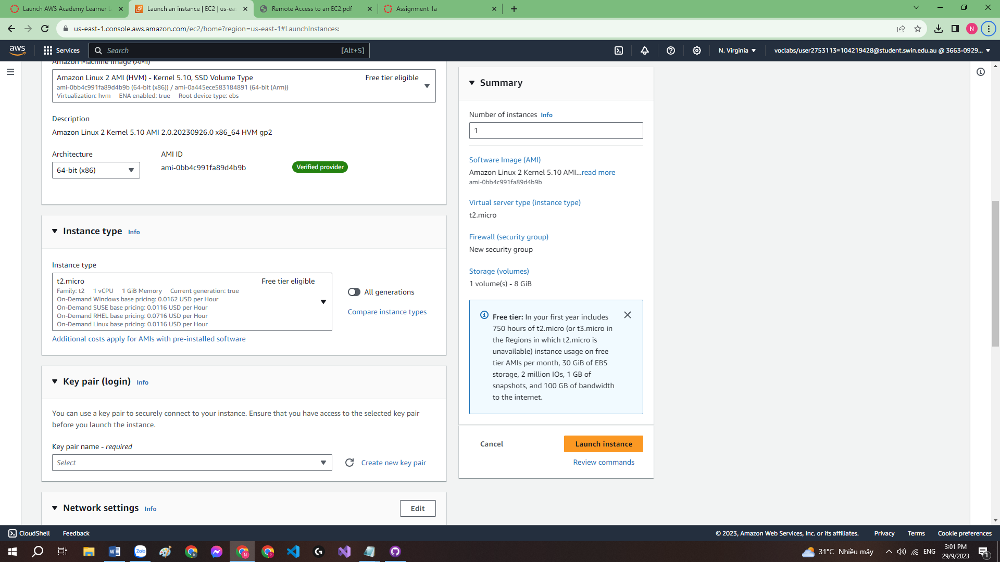 Launch AWS Academy Learner L
Launch an instance | EC2 | us-ea
Remote Access to an EC2.pdf
Assignment 1a
us-east-1.console.aws.amazon.com/ec2/home?region=us-east-1#LaunchInstances:
N
aws
Services
Search
[Alt+S]
N. Virginia
voclabs/user2753113=104219428@student.swin.edu.au @ 3663-0929...
Amazon Machine Image (AMI)
Amazon Linux 2 AMI (HVM) - Kernel 5.10, SSD Volume Type
Free tier eligible
ami-0bb4c991fa89d4b9b (64-bit (x86)) / ami-0a445ece583184891 (64-bit (Arm))
Virtualization: hvm ENA enabled: true Root device type: ebs
Description
Amazon Linux 2 Kernel 5.10 AMI 2.0.20230926.0 x86_64 HVM gp2
Architecture
AMI ID
64-bit (x86)
ami-0bb4c991fa89d4b9b
Verified provider
Instance type Info
Instance type
t2.micro
Free tier eligible
Family: t2 1 vCPU 1 GiB Memory Current generation: true
On-Demand Windows base pricing: 0.0162 USD per Hour
On-Demand SUSE base pricing: 0.0116 USD per Hour
On-Demand RHEL base pricing: 0.0716 USD per Hour
On-Demand Linux base pricing: 0.0116 USD per Hour
All generations
Compare instance types
Additional costs apply for AMIs with pre-installed software
Key pair (login) Info
You can use a key pair to securely connect to your instance. Ensure that you have access to the selected key pair
before you launch the instance.
Key pair name - required
Select
Create new key pair
Network settings Info
Edit
Summary
Number of instances Info
1
Software Image (AMI)
Amazon Linux 2 Kernel 5.10 AMI...read more
ami-0bb4c991fa89d4b9b
Virtual server type (instance type)
t2.micro
Firewall (security group)
New security group
Storage (volumes)
1 volume(s) - 8 GiB
Free tier: In your first year includes
750 hours of t2.micro (or t3.micro in
the Regions in which t2.micro is
unavailable) instance usage on free
tier AMIs per month, 30 GiB of EBS
storage, 2 million IOs, 1 GB of
snapshots, and 100 GB of bandwidth
to the internet.
Cancel
Launch instance
Review commands
CloudShell
Feedback
© 2023, Amazon Web Services, Inc. or its affiliates.
Privacy
Terms
Cookie preferences
Zalo
31°C Nhiều mây
ENG
3:01 PM
29/9/2023
1